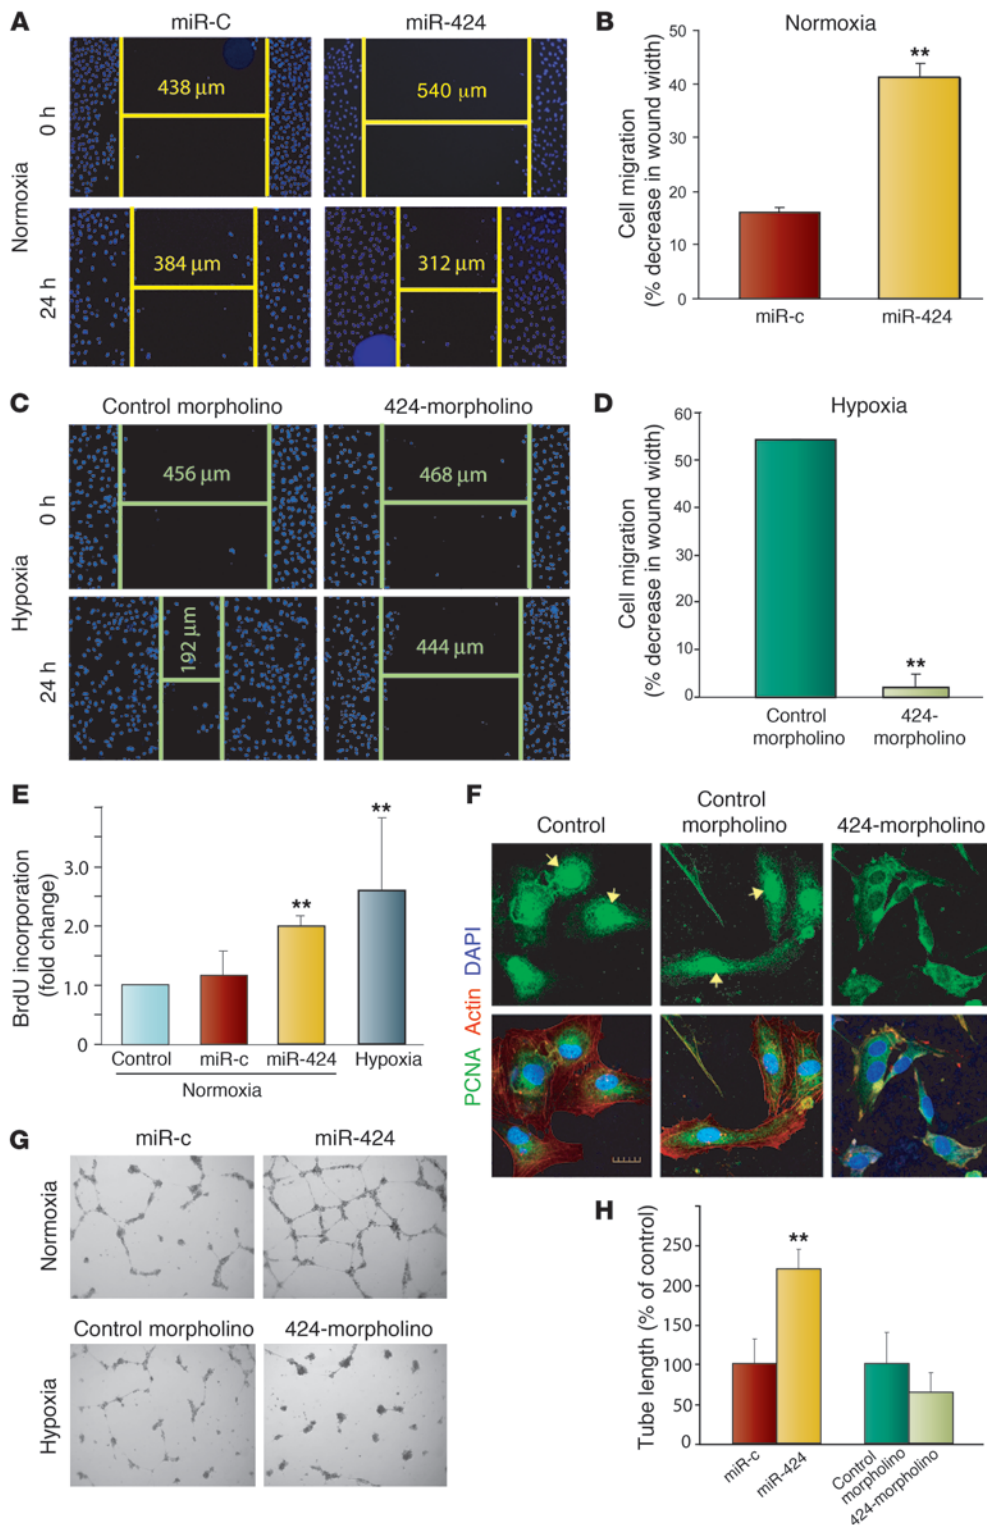 A
miR-C
miR-424
Normoxia
0 h
438 µm
540 µm
24 h
384 µm
312 µm
B
Normoxia
Cell migration
(% decrease in wound width)
50
40
30
20
10
0
**
miR-c
miR-424
C
Control morpholino
424-morpholino
Hypoxia
0 h
456 µm
468 µm
24 h
192 µm
444 µm
D
Hypoxia
Cell migration
(% decrease in wound width)
60
50
40
30
50
20
10
0
**
Control
morpholino
424-
morpholino
E
BrdU incorporation
(fold change)
3.0
2.0
1.0
0
**
**
Control
miR-c
miR-424
Hypoxia
Normoxia
F
Control
Control
morpholino
424-morpholino
PCNA Actin DAPI
G
miR-c
miR-424
Normoxia
Control morpholino
424-morpholino
Hypoxia
H
Tube length (% of control)
250
200
150
100
50
0
**
miR-c
miR-424
Control
morpholino
424-morpholino